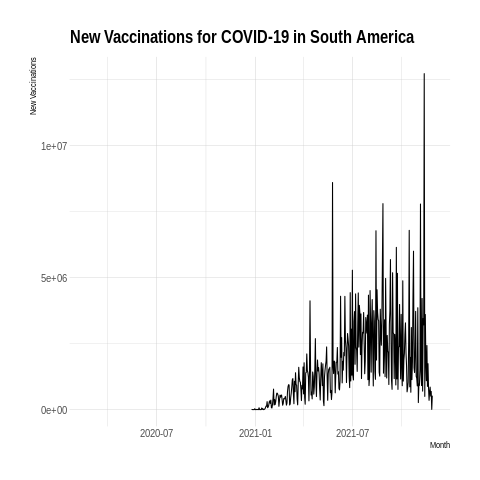 New Vaccinations for COVID-19 in South America
New Vaccinations
1e+07
5e+06
0e+00
2020-07
2021-01
2021-07
Month